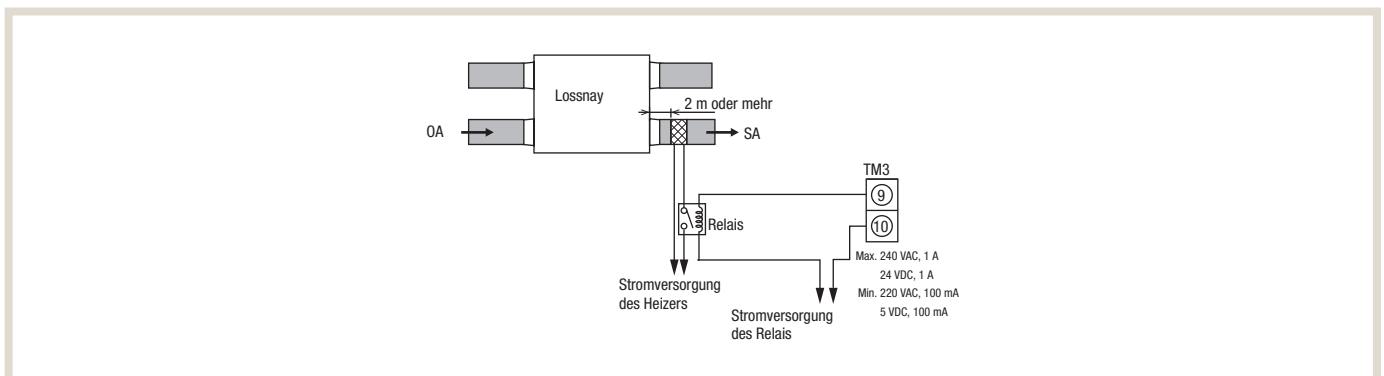 Lossnay
2 m oder mehr
OA
SA
TM3
9
10
Relais
Max. 240 VAC, 1 A
24 VDC, 1 A
Min. 220 VAC, 100 mA
5 VDC, 100 mA
Stromversorgung
des Heizers
Stromversorgung
des Relais